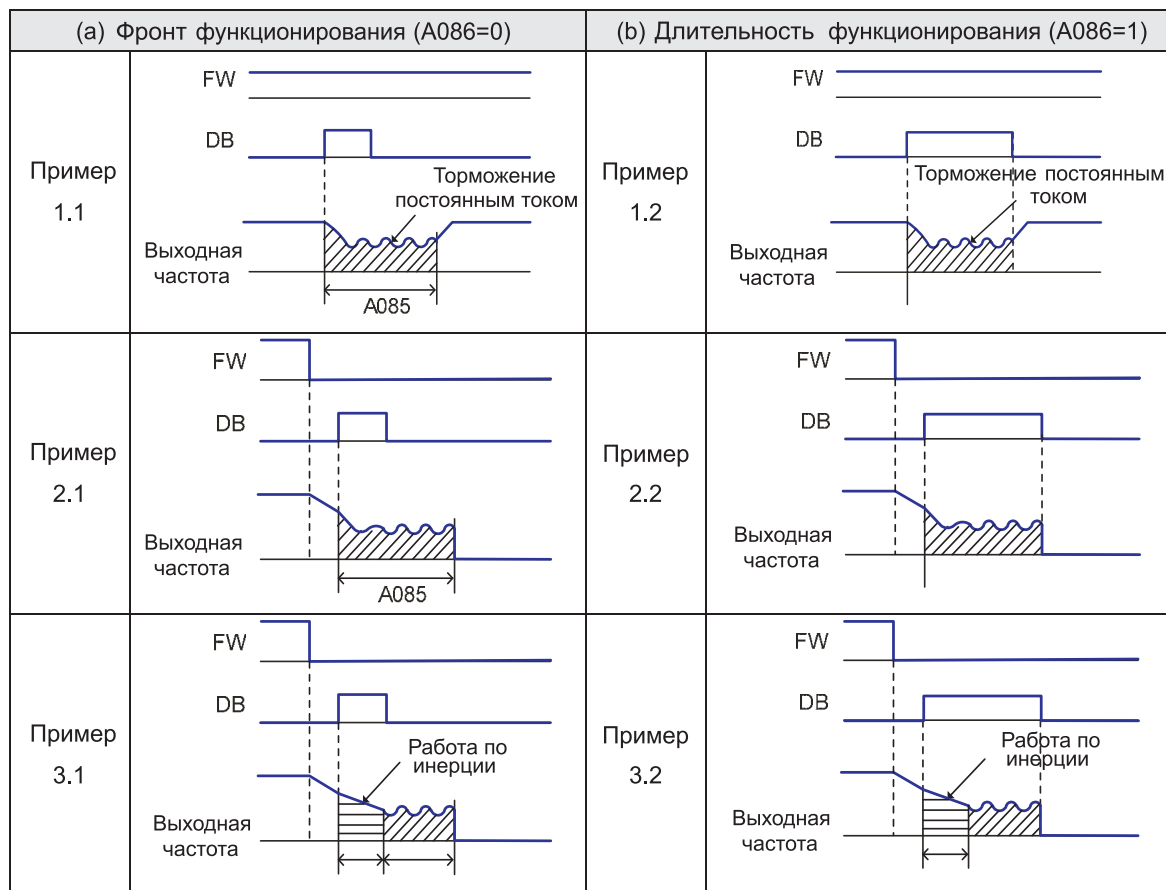 (a) Фронт функционирования (A086=0)
(b) Длительность функционирования (A086=1)
Пример
1.1
FW
DB
Торможение
постоянным током
Выходная
частота
A085
Пример
1.2
FW
DB
Торможение постоянным
током
Выходная
частота
Пример
2.1
FW
DB
Выходная
частота
A085
Пример
2.2
FW
DB
Выходная
частота
Пример
3.1
FW
DB
Работа по
инерции
Выходная
частота
Пример
3.2
FW
DB
Работа по
инерции
Выходная
частота